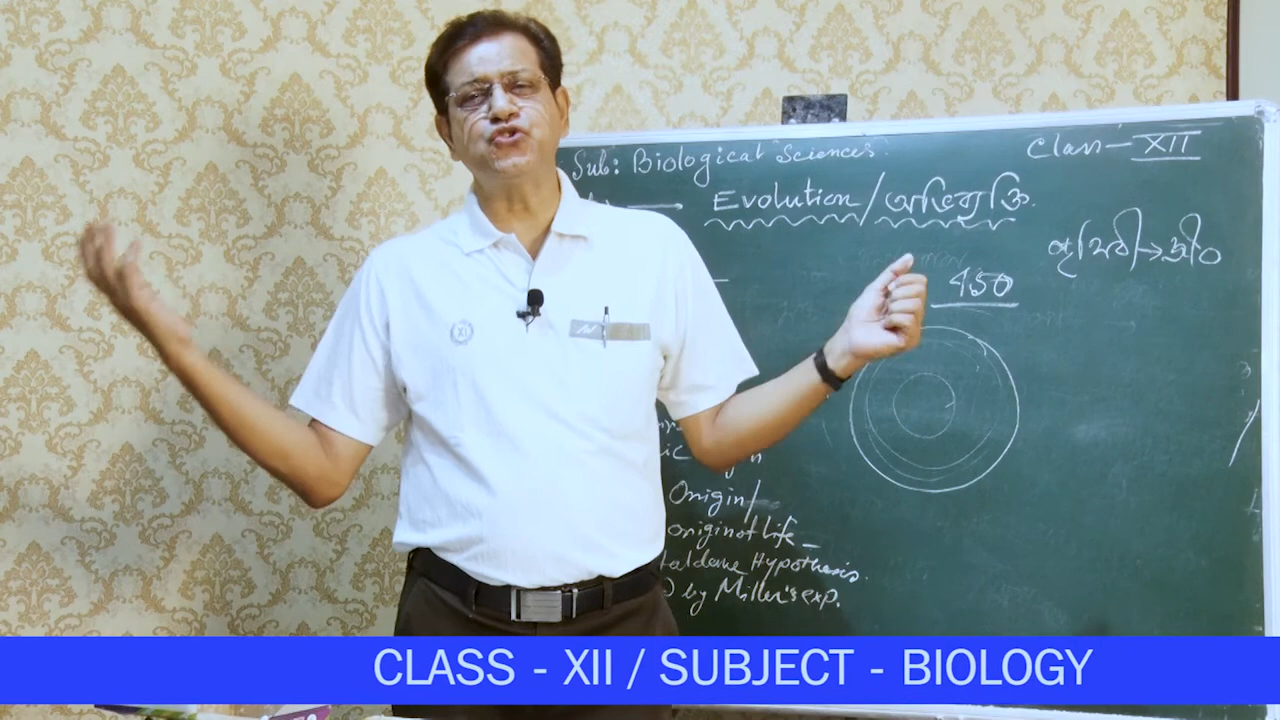 Sub: Biological Sciences.
Class — XII
Evolution / অভিব্যক্তি.
পৃথিবী → জীব
450
XI
Origin /
origin of Life
Hypothesis.
by Miller's exp.
CLASS - XII / SUBJECT - BIOLOGY